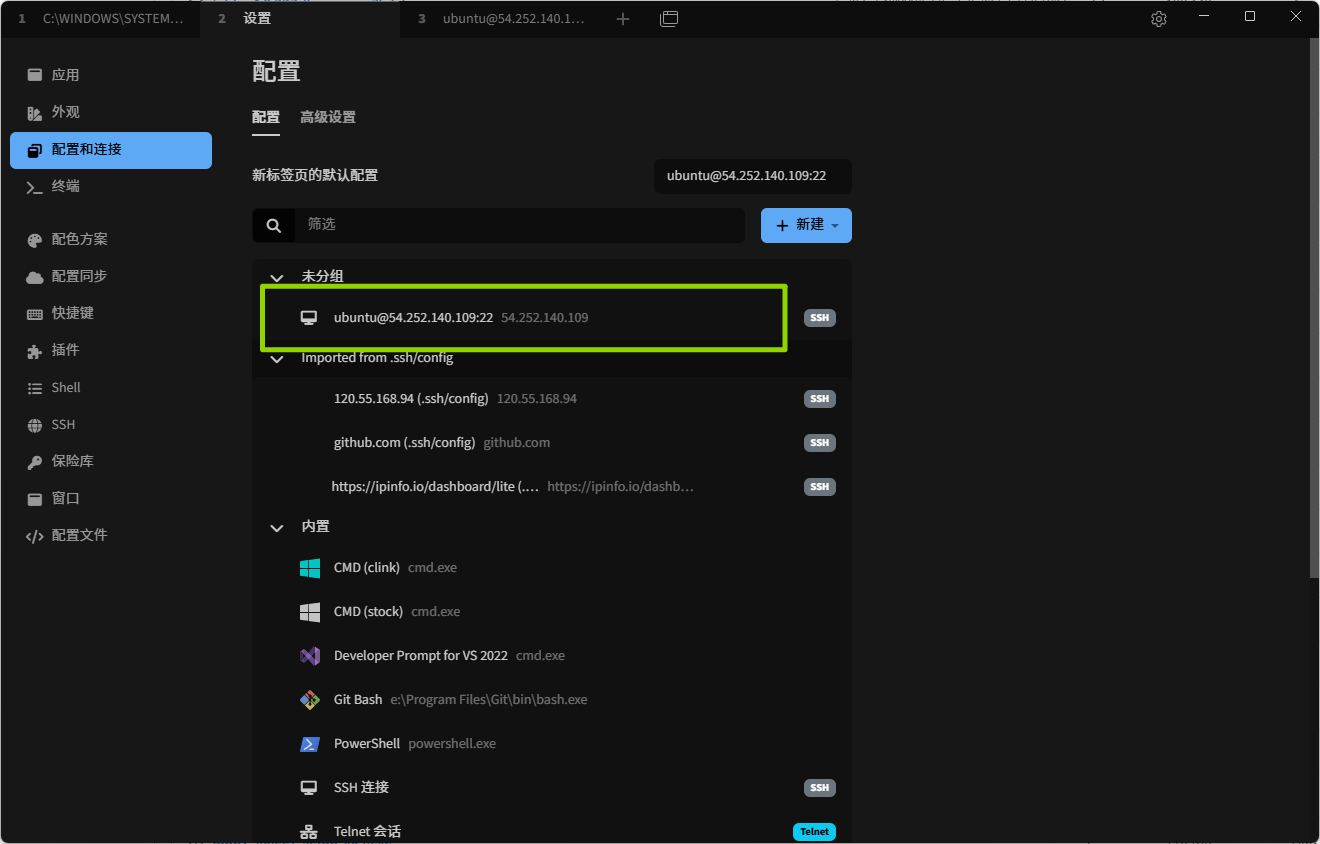 1 C:\WINDOWS\SYSTEM... 2 设置 3 ubuntu@54.252.140.1...
应用
外观
配置和连接
终端
配色方案
配置同步
快捷键
插件
Shell
SSH
保险库
窗口
配置文件
配置
配置 高级设置
新标签页的默认配置 ubuntu@54.252.140.109:22
筛选 新建
未分组
ubuntu@54.252.140.109:22 54.252.140.109 SSH
Imported from .ssh/config
120.55.168.94 (.ssh/config) 120.55.168.94 SSH
github.com (.ssh/config) github.com SSH
https://ipinfo.io/dashboard/lite (.... https://ipinfo.io/dashb... SSH
内置
CMD (clink) cmd.exe
CMD (stock) cmd.exe
Developer Prompt for VS 2022 cmd.exe
Git Bash e:\Program Files\Git\bin\bash.exe
PowerShell powershell.exe
SSH 连接 SSH
Telnet 会话 Telnet